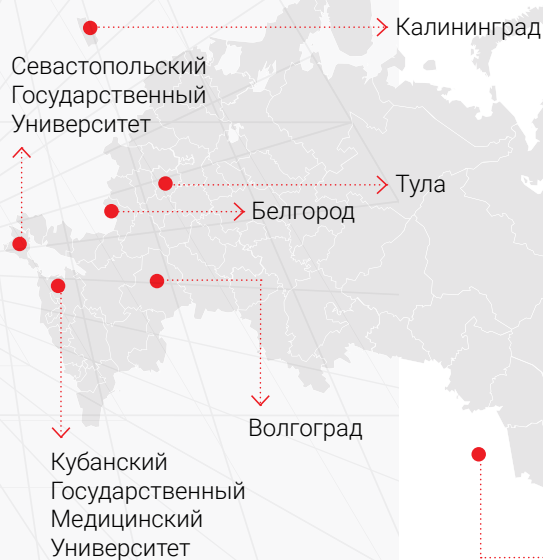 Калининград
Севастопольский
Государственный
Университет
Тула
Белгород
Волгоград
Кубанский
Государственный
Медицинский
Университет